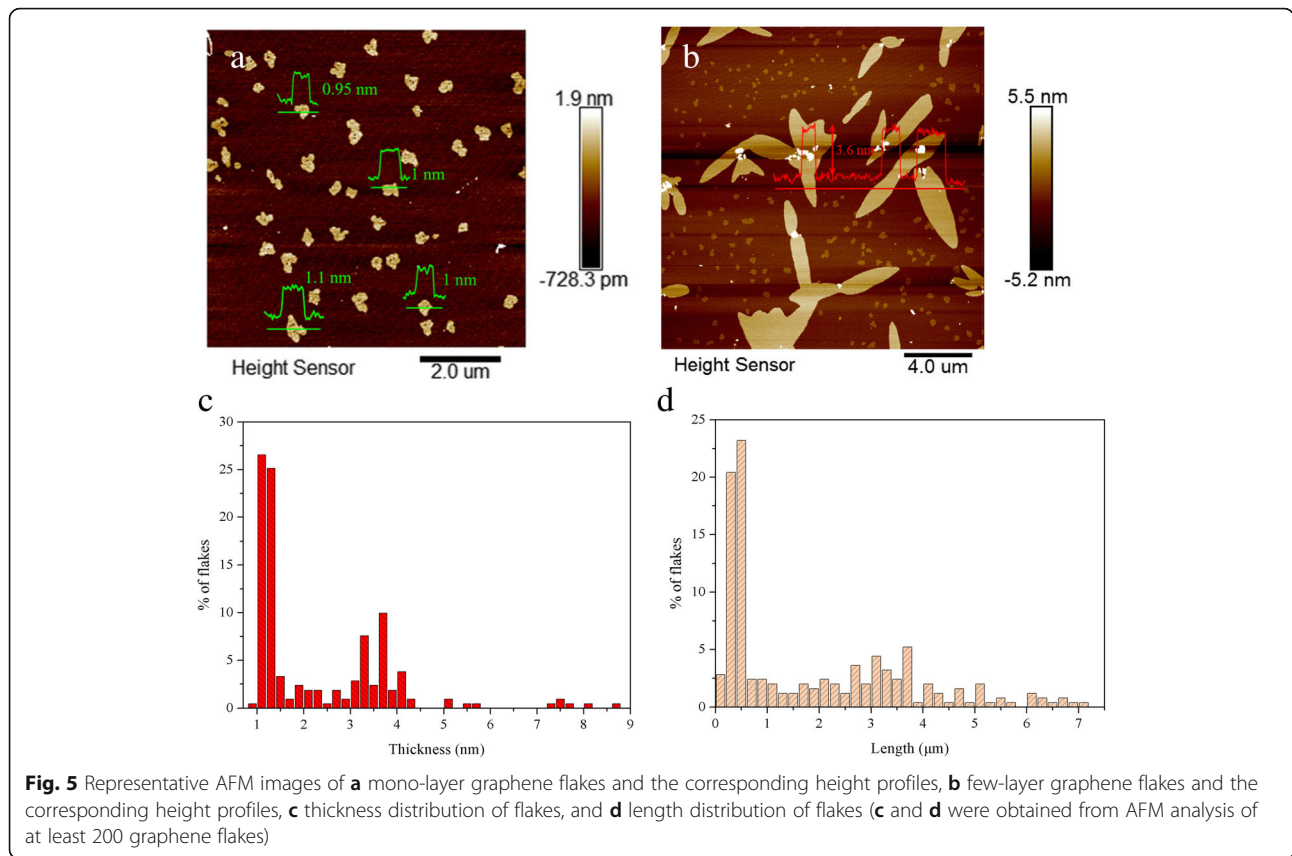 a
0.95 nm
1 nm
1.1 nm
1 nm
1.9 nm
-728.3 pm
Height Sensor
2.0 um
b
3.6 nm
5.5 nm
-5.2 nm
Height Sensor
4.0 um
c
30
25
20
15
10
5
0
% of flakes
1 2 3 4 5 6 7 8 9
Thickness (nm)
d
25
20
15
10
5
0
% of flakes
0 1 2 3 4 5 6 7
Length (μm)
Fig. 5 Representative AFM images of a mono-layer graphene flakes and the corresponding height profiles, b few-layer graphene flakes and the
corresponding height profiles, c thickness distribution of flakes, and d length distribution of flakes (c and d were obtained from AFM analysis of
at least 200 graphene flakes)